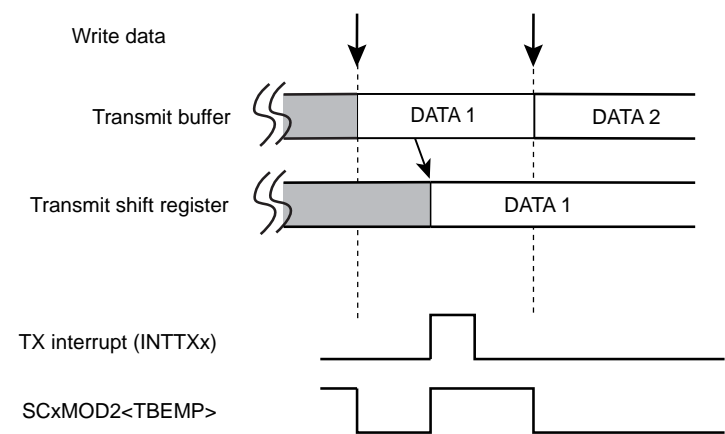 Write data
Transmit buffer
DATA 1
DATA 2
Transmit shift register
DATA 1
TX interrupt (INTTXx)
SCxMOD2<TBEMP>